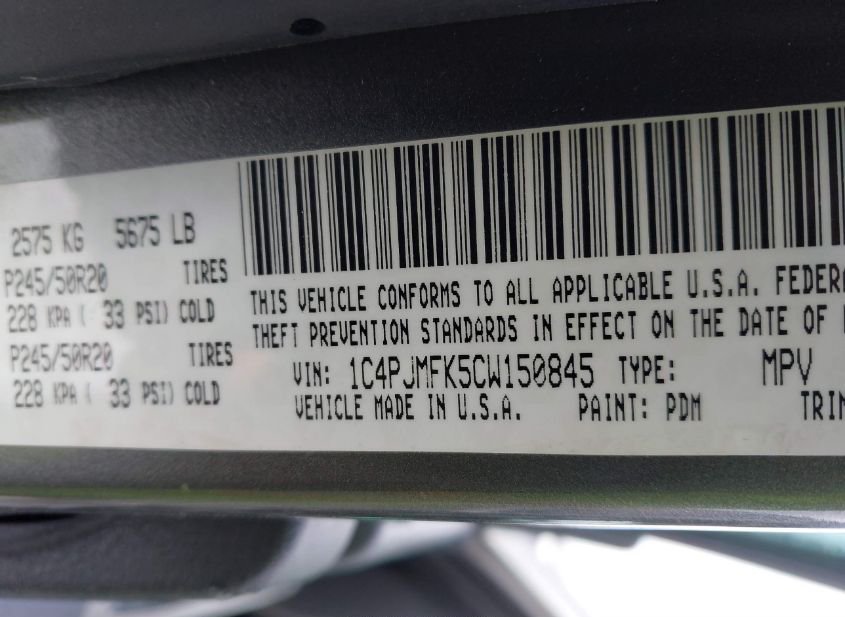 2575 KG 5675 LB
P245/50R20 TIRES
228 KPA ( 33 PSI) COLD
P245/50R20 TIRES
228 KPA ( 33 PSI) COLD
THIS VEHICLE CONFORMS TO ALL APPLICABLE U.S.A. FEDERA
THEFT PREVENTION STANDARDS IN EFFECT ON THE DATE OF
VIN: 1C4PJMFK5CW150845 TYPE: MPV
VEHICLE MADE IN U.S.A. PAINT: PDM TRIM